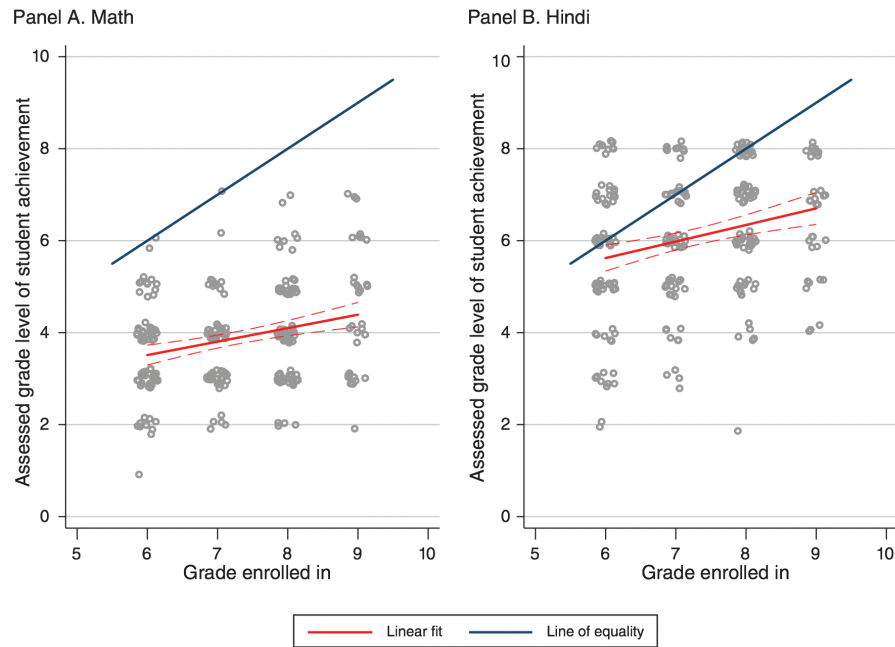 Panel A. Math
Panel B. Hindi
Assessed grade level of student achievement
10
8
6
4
2
0
5 6 7 8 9 10
Grade enrolled in
Assessed grade level of student achievement
10
8
6
4
2
0
5 6 7 8 9 10
Grade enrolled in
Linear fit
Line of equality